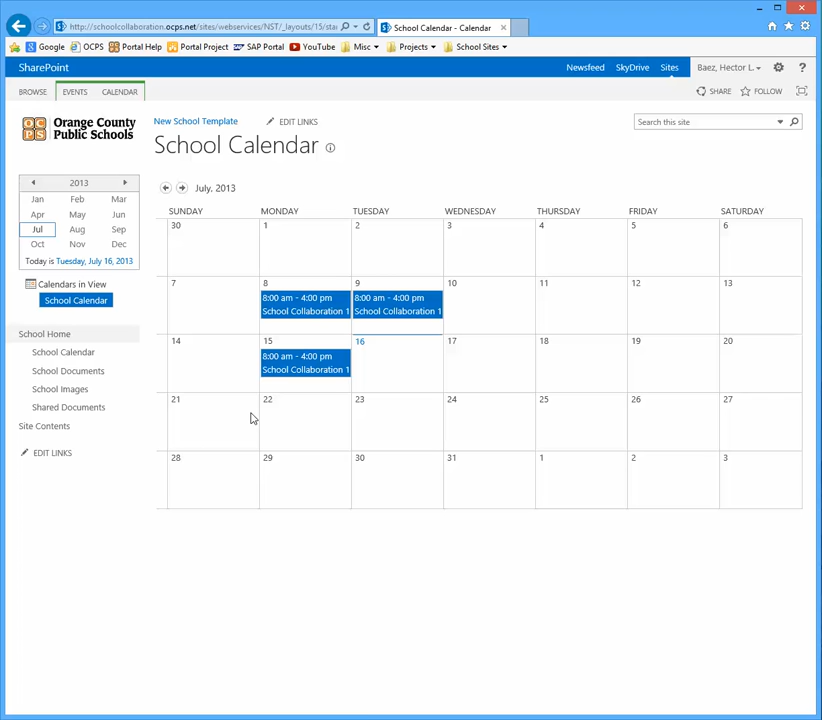 http://schoolcollaboration.ocps.net/sites/webservices/NST/_layouts/15/star
School Calendar - Calendar
Google OCPS Portal Help Portal Project SAP Portal YouTube Misc Projects School Sites
SharePoint
Newsfeed SkyDrive Sites Baez, Hector L. ?
BROWSE EVENTS CALENDAR
SHARE FOLLOW
Orange County
Public Schools
New School Template EDIT LINKS
Search this site
School Calendar
2013
Jan Feb Mar
Apr May Jun
Jul Aug Sep
Oct Nov Dec
Today is Tuesday, July 16, 2013
Calendars in View
School Calendar
School Home
School Calendar
School Documents
School Images
Shared Documents
Site Contents
EDIT LINKS
July, 2013
SUNDAY MONDAY TUESDAY WEDNESDAY THURSDAY FRIDAY SATURDAY
30 1 2 3 4 5 6
7 8 9 10 11 12 13
8:00 am - 4:00 pm 8:00 am - 4:00 pm
School Collaboration 1 School Collaboration 1
14 15 16 17 18 19 20
8:00 am - 4:00 pm
School Collaboration 1
21 22 23 24 25 26 27
28 29 30 31 1 2 3